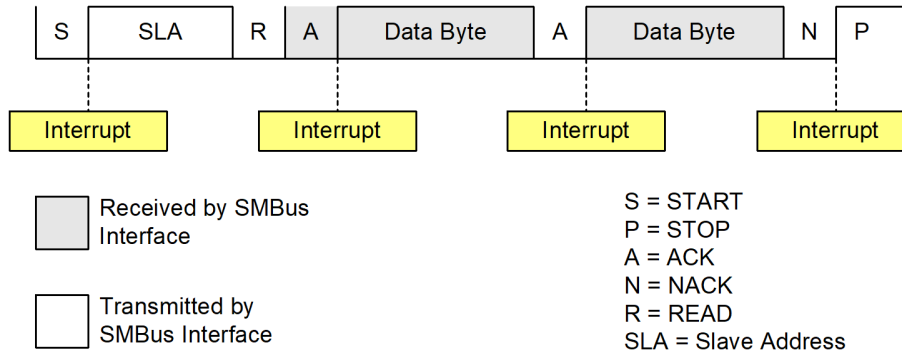 S SLA R A Data Byte A Data Byte N P
Interrupt Interrupt Interrupt Interrupt
Received by SMBus
Interface
Transmitted by
SMBus Interface
S = START
P = STOP
A = ACK
N = NACK
R = READ
SLA = Slave Address